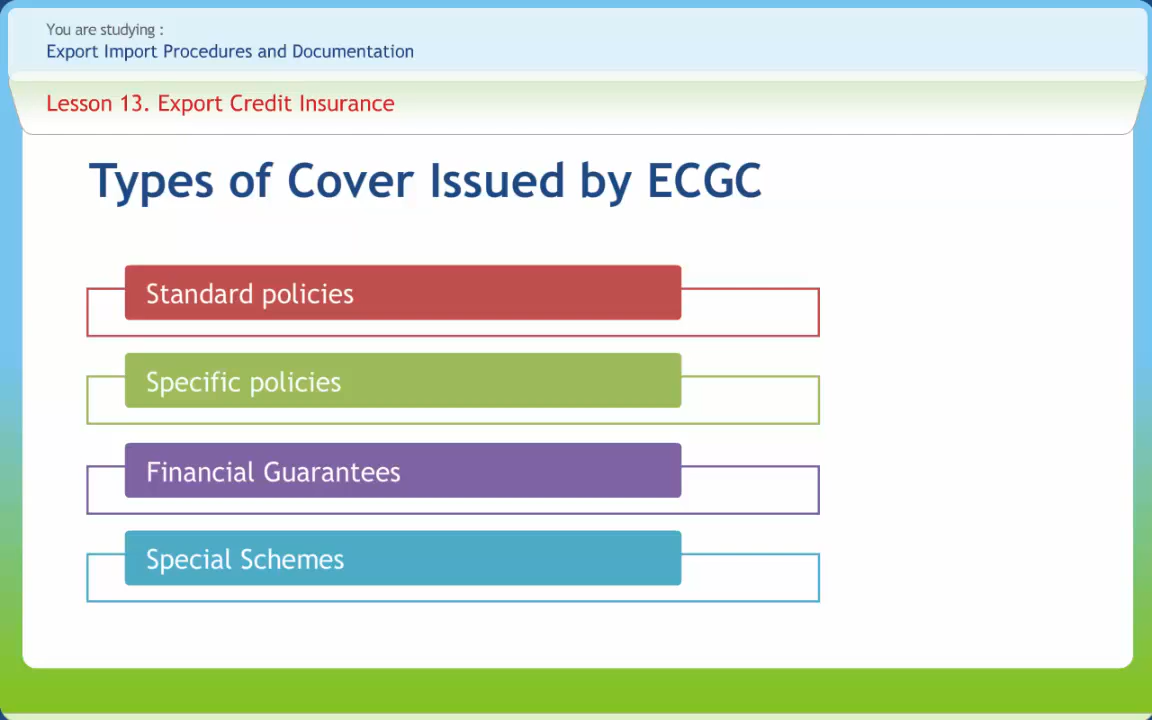 You are studying :
Export Import Procedures and Documentation
Lesson 13. Export Credit Insurance
Types of Cover Issued by ECGC
Standard policies
Specific policies
Financial Guarantees
Special Schemes